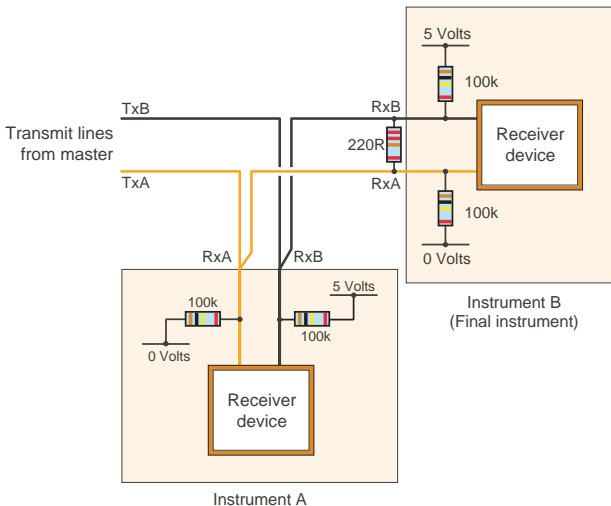 5 Volts
100k
TxB
RxB
Transmit lines
from master
220R
Receiver
device
TxA
RxA
100k
0 Volts
RxA
RxB
5 Volts
100k
100k
0 Volts
Instrument B
(Final instrument)
Receiver
device
Instrument A